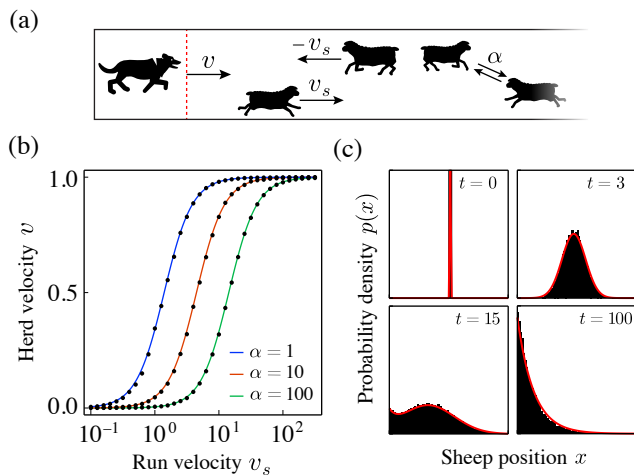 (a)
v
−v_s
v_s
α
(b)
Herd velocity v
1.0
0.5
0.0
α = 1
α = 10
α = 100
10^{-1} 10^{0} 10^{1} 10^{2}
Run velocity v_s
(c)
Probability density p(x)
t = 0
t = 3
t = 15
t = 100
Sheep position x